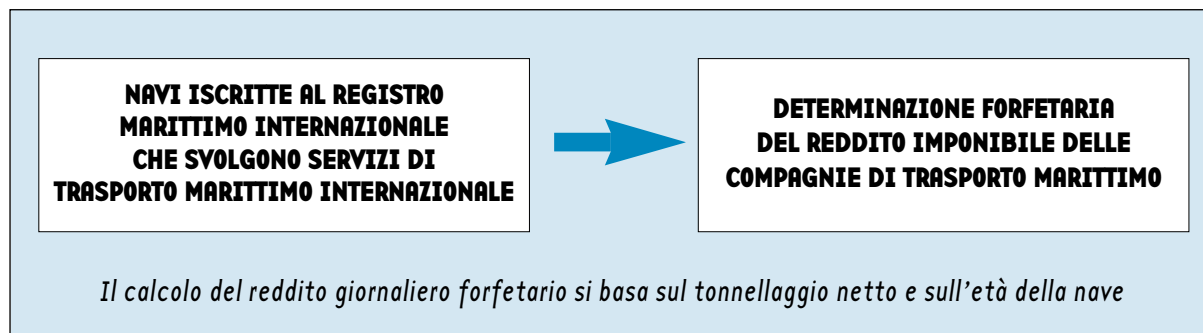 NAVI ISCRITTE AL REGISTRO
MARITTIMO INTERNAZIONALE
CHE SVOLGONO SERVIZI DI
TRASPORTO MARITTIMO INTERNAZIONALE
DETERMINAZIONE FORFETARIA
DEL REDDITO IMPONIBILE DELLE
COMPAGNIE DI TRASPORTO MARITTIMO
Il calcolo del reddito giornaliero forfetario si basa sul tonnellaggio netto e sull'età della nave